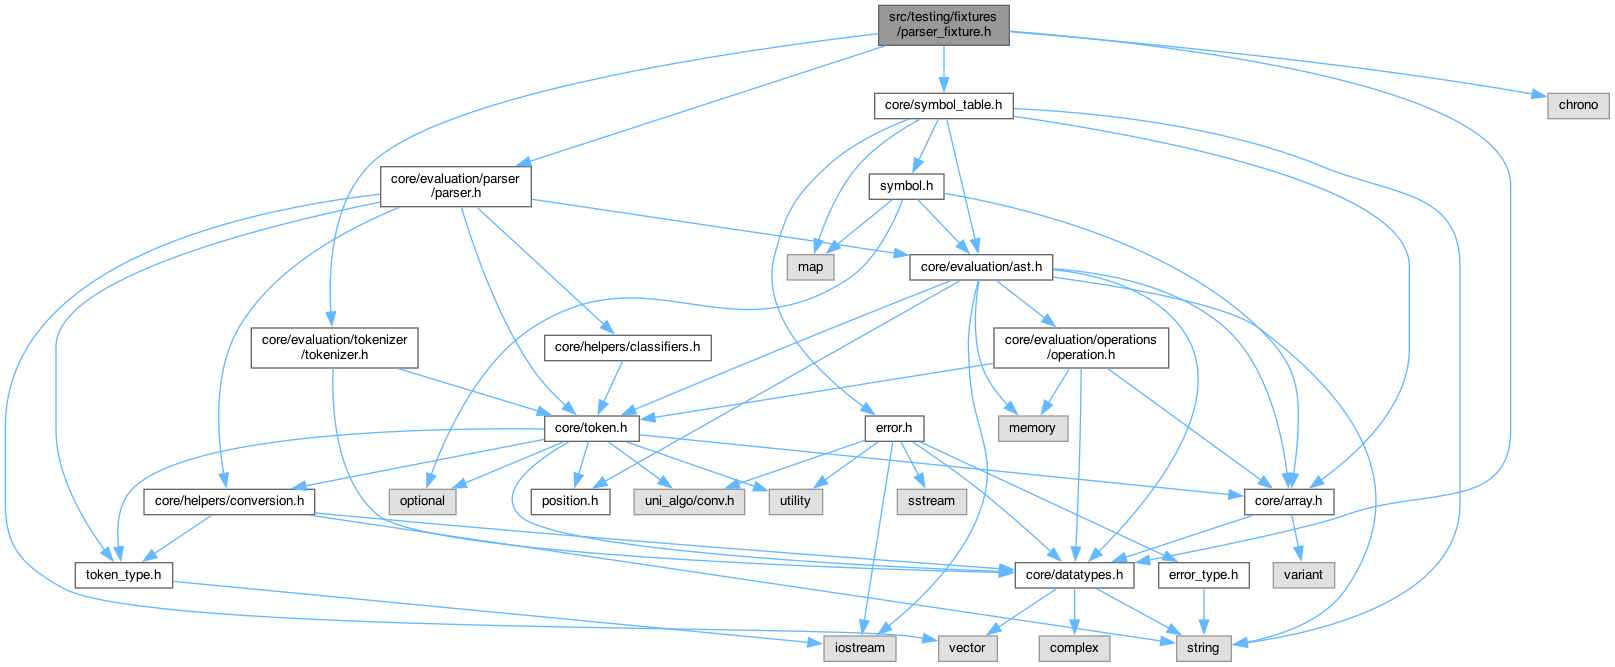 src/testing/fixtures
/parser_fixture.h
core/symbol_table.h
chrono
core/evaluation/parser
/parser.h
symbol.h
map
core/evaluation/ast.h
core/evaluation/tokenizer
/tokenizer.h
core/helpers/classifiers.h
core/evaluation/operations
/operation.h
core/token.h
error.h
memory
core/helpers/conversion.h
optional
position.h
uni_algo/conv.h
utility
sstream
core/array.h
token_type.h
core/datatypes.h
error_type.h
variant
iostream
vector
complex
string